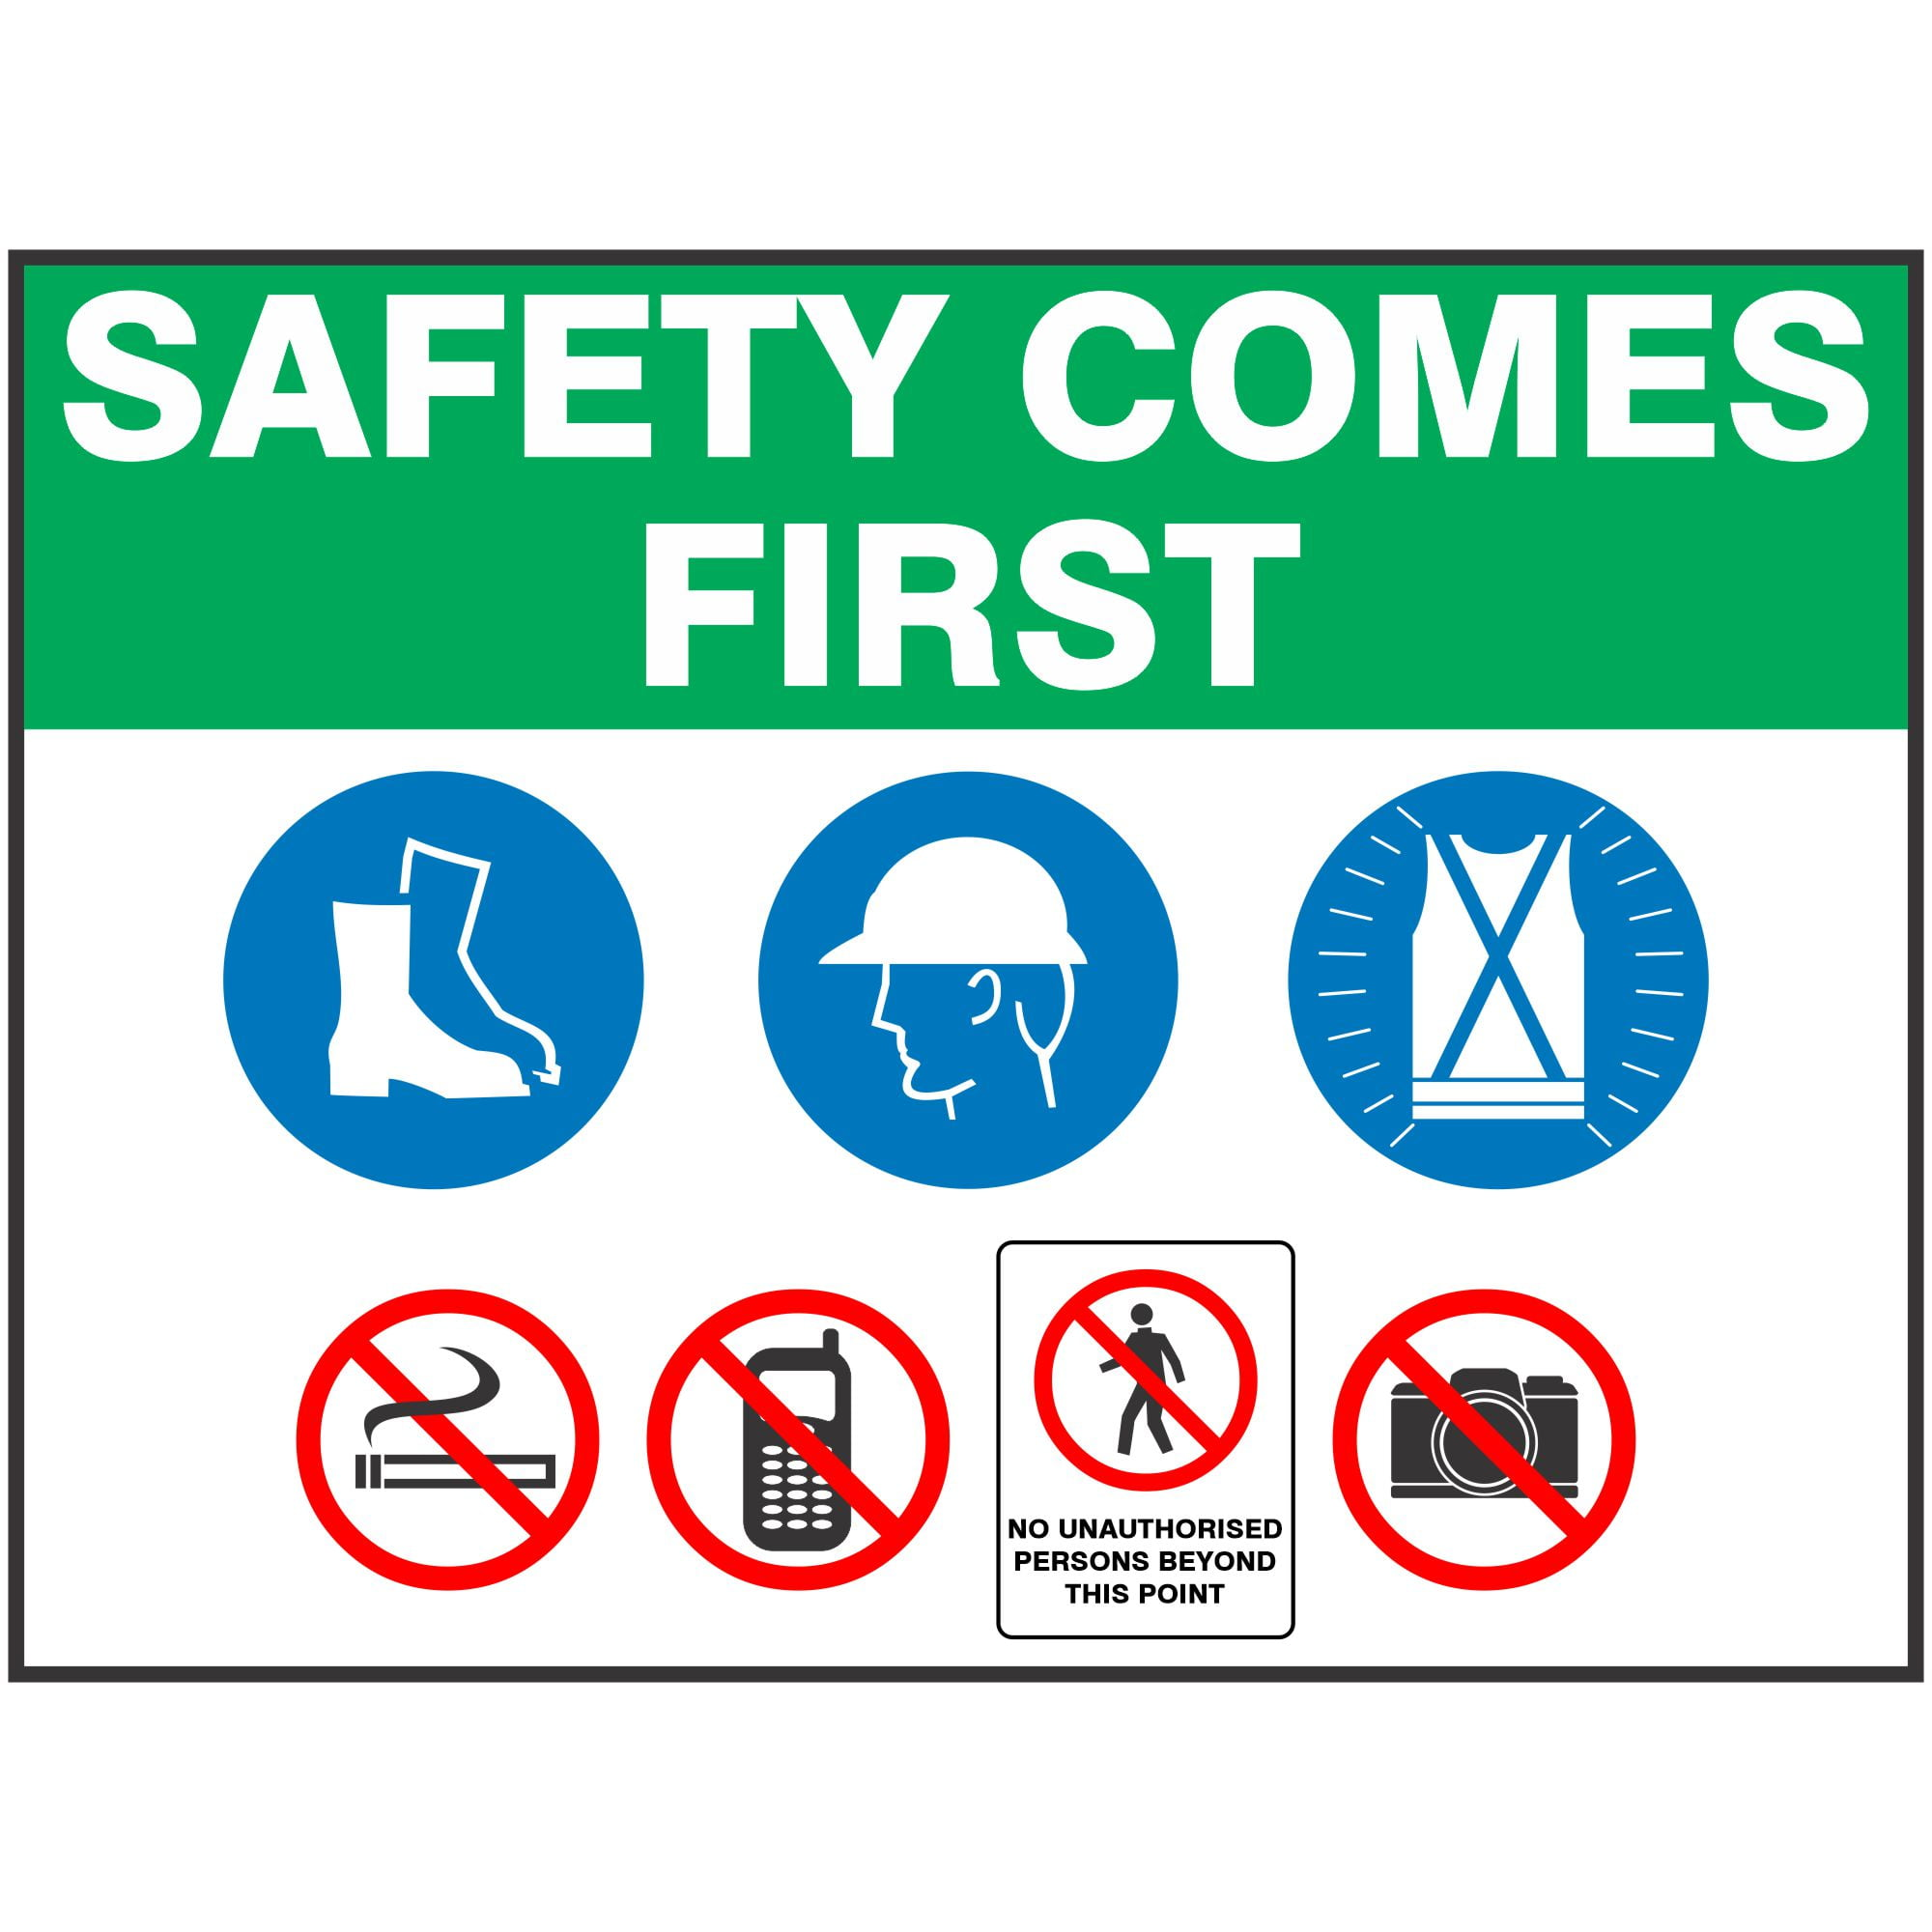 SAFETY COMES
FIRST
NO UNAUTHORISED
PERSONS BEYOND
THIS POINT